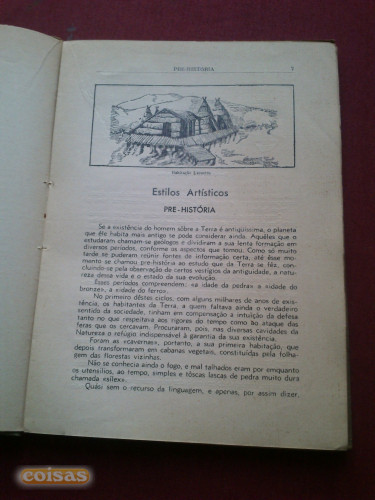 PRE-HISTORIA
Habitação Lacustre
Estilos Artísticos
PRE-HISTÓRIA
Se a existência do homem sôbre a Terra é antiquíssima, o planeta
que êle habita mais antigo se pode considerar ainda. Aquêles que o
estudaram chamam-se geólogos e dividiram a sua lenta formação em
diversos períodos, conforme os aspectos que tomou. Como só muito
tarde se puderam reünir fontes de informação certa, até êsse mo-
mento se chamou pre-história ao estudo que da Terra se fêz, con-
cluindo-se pela observação de certos vestígios da antiguidade, a natu-
reza dessa vida e o estado da sua evolução.
Esses períodos compreendem: «a idade da pedra» «a idade do
bronze», a «idade do ferro».
No primeiro dêstes ciclos, com alguns milhares de anos de exis-
tência, os habitantes da Terra, a quem faltava ainda o verdadeiro
sentido da sociedade, tinham em compensação a intuïção da defesa
tanto no que respeitava aos rigores do tempo como ao ataque das
feras que os cercavam. Procuraram, pois, nas diversas cavidades da
Natureza o refúgio indispensável à garantia da sua existência.
Foram as «cavernas», portanto, a sua primeira habitação, que
depois transformaram em cabanas vegetais, constituídas pela folha-
gem das florestas vizinhas.
Não se conhecia ainda o fogo, e mal talhados eram por enquanto
os utensílios, ao tempo, simples e tôscas lascas de pedra muito dura
chamada «sílex».
Quási sem o recurso da linguagem, e apenas, por assim dizer,
coisas